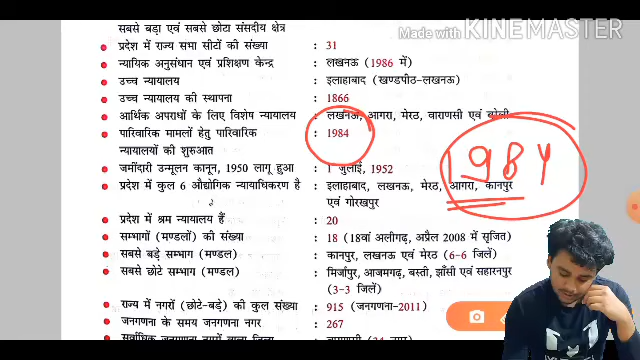 Made with KINEMASTER
सबसे बड़ा एवं सबसे छोटा संसदीय क्षेत्र
प्रदेश में राज्य सभा सीटों की संख्या : 31
न्यायिक अनुसंधान एवं प्रशिक्षण केन्द्र : लखनऊ (1986 में)
उच्च न्यायालय : इलाहाबाद (खण्डपीठ-लखनऊ)
उच्च न्यायालय की स्थापना : 1866
आर्थिक अपराधों के लिए विशेष न्यायालय : लखनऊ, आगरा, मेरठ, वाराणसी एवं बरेली
पारिवारिक मामलों हेतु पारिवारिक : 1984
न्यायालयों की शुरुआत
1984
जमींदारी उन्मूलन कानून, 1950 लागू हुआ : 1 जुलाई, 1952
प्रदेश में कुल 6 औद्योगिक न्यायाधिकरण है : इलाहाबाद, लखनऊ, मेरठ, आगरा, कानपुर
एवं गोरखपुर
प्रदेश में श्रम न्यायालय हैं : 20
सम्भागों (मण्डलों) की संख्या : 18 (18वां अलीगढ़, अप्रैल 2008 में सृजित)
सबसे बड़े सम्भाग (मण्डल) : कानपुर, लखनऊ एवं मेरठ (6-6 जिलें)
सबसे छोटे सम्भाग (मण्डल) : मिर्जापुर, आजमगढ़, बस्ती, झाँसी एवं सहारनपुर
(3-3 जिलें)
राज्य में नगरों (छोटे-बड़े) की कुल संख्या : 915 (जनगणना-2011)
जनगणना के समय जनगणना नगर : 267